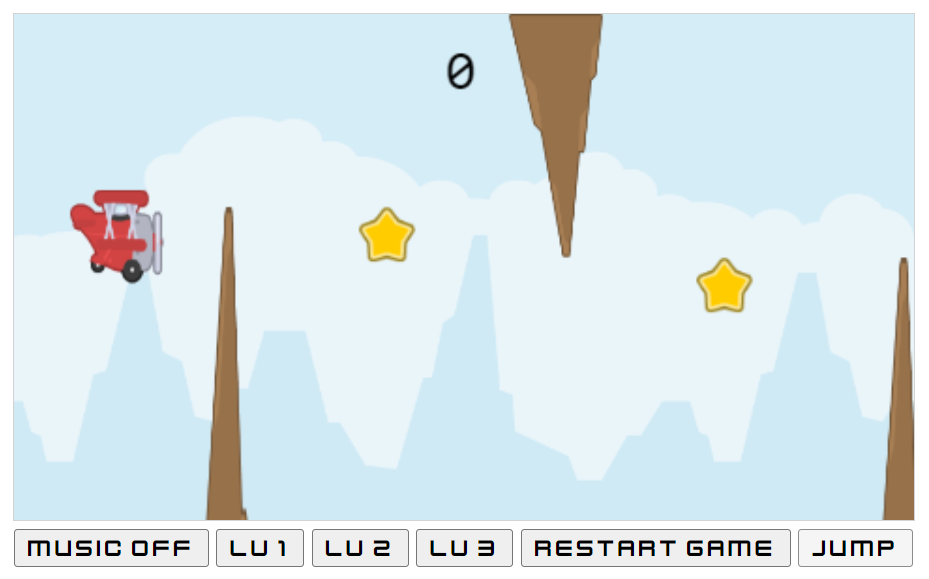 0
MUSIC OFF LU 1 LU 2 LU 3 RESTART GAME JUMP